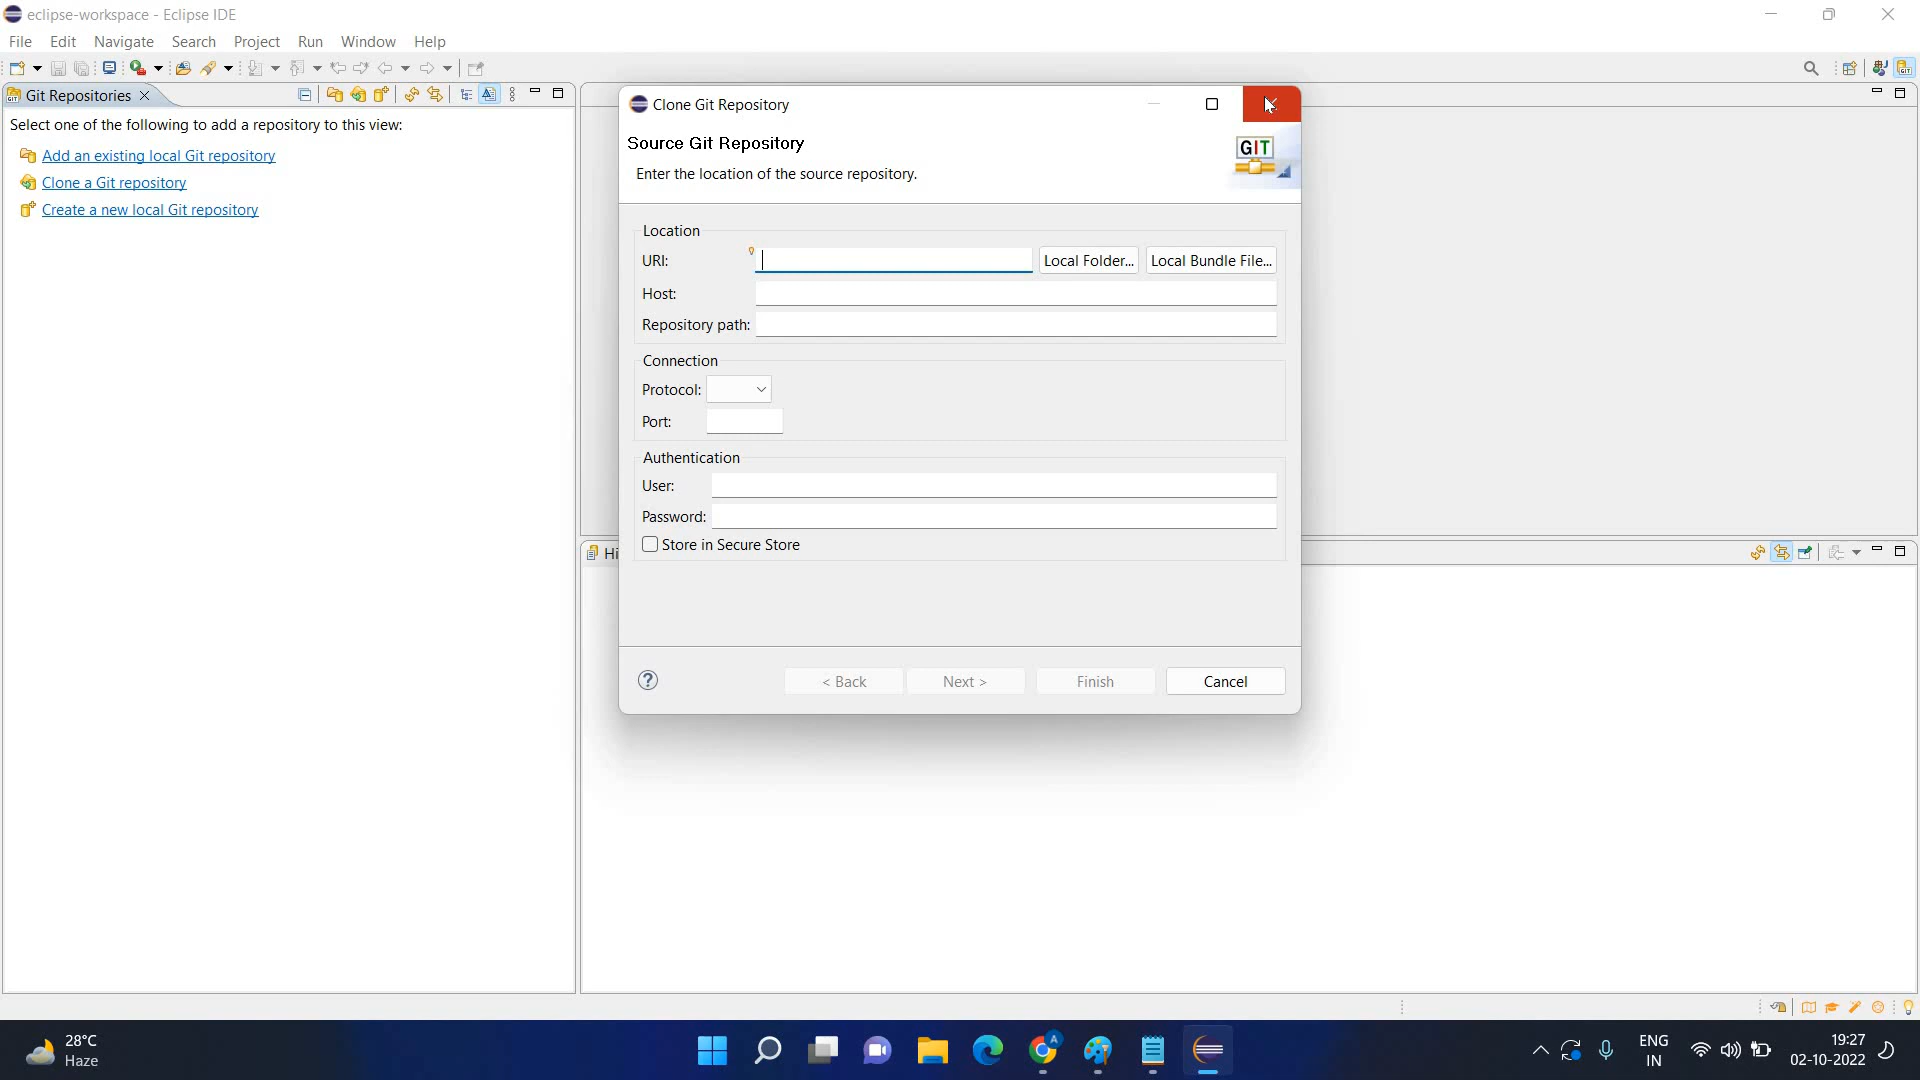 eclipse-workspace - Eclipse IDE
File Edit Navigate Search Project Run Window Help
Git Repositories
Select one of the following to add a repository to this view:
Add an existing local Git repository
Clone a Git repository
Create a new local Git repository
Clone Git Repository
Source Git Repository
Enter the location of the source repository.
GIT
Location
URI: Local Folder... Local Bundle File...
Host:
Repository path:
Connection
Protocol:
Port:
Authentication
User:
Password:
Store in Secure Store
Hi
< Back Next > Finish Cancel
28°C
Haze
A
ENG
IN
19:27
02-10-2022